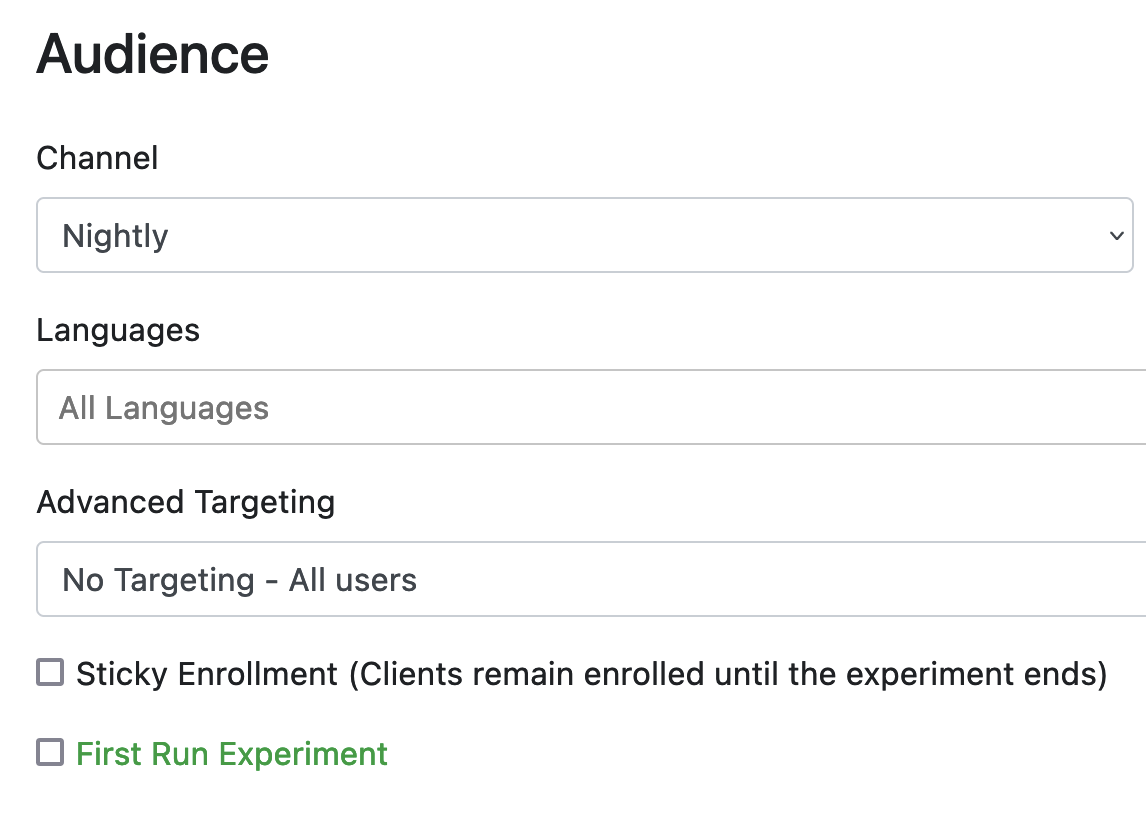 Audience
Channel
Nightly
Languages
All Languages
Advanced Targeting
No Targeting - All users
Sticky Enrollment (Clients remain enrolled until the experiment ends)
First Run Experiment